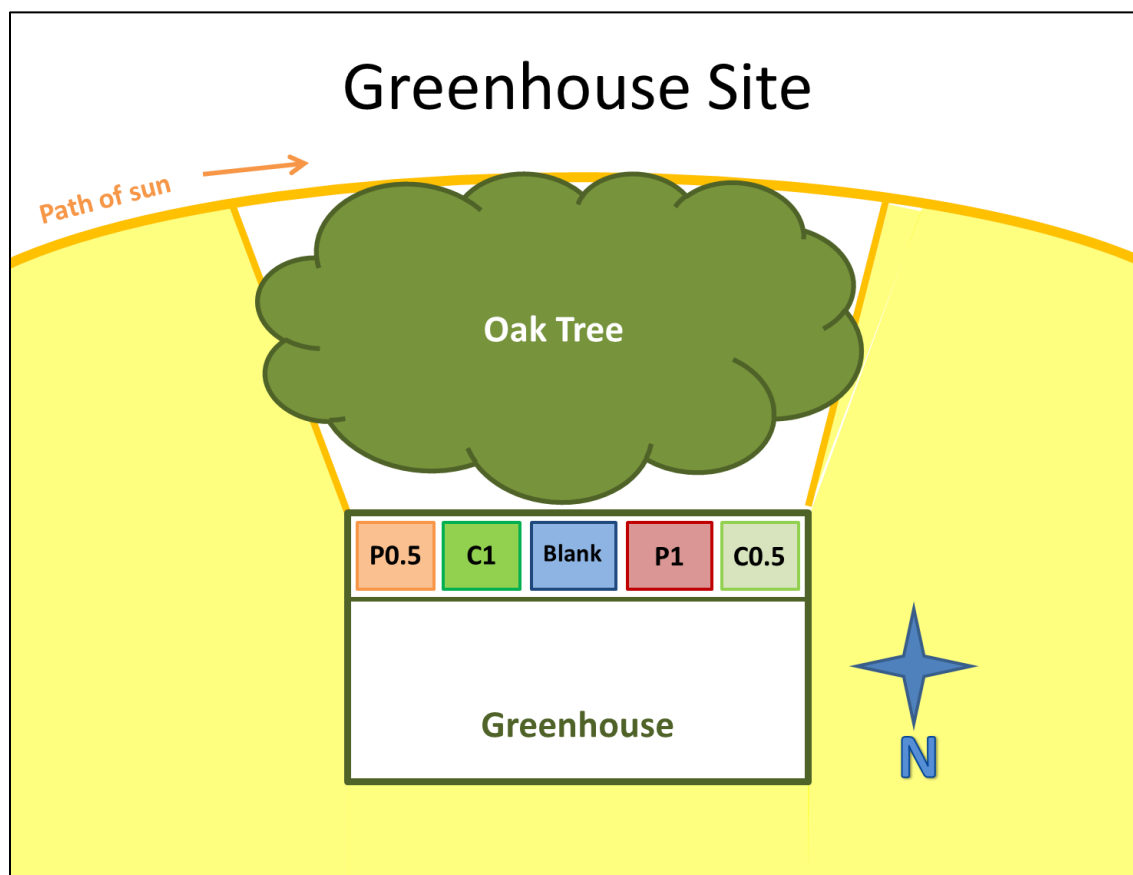 Greenhouse Site
Path of sun
Oak Tree
P0.5
C1
Blank
P1
C0.5
Greenhouse
N